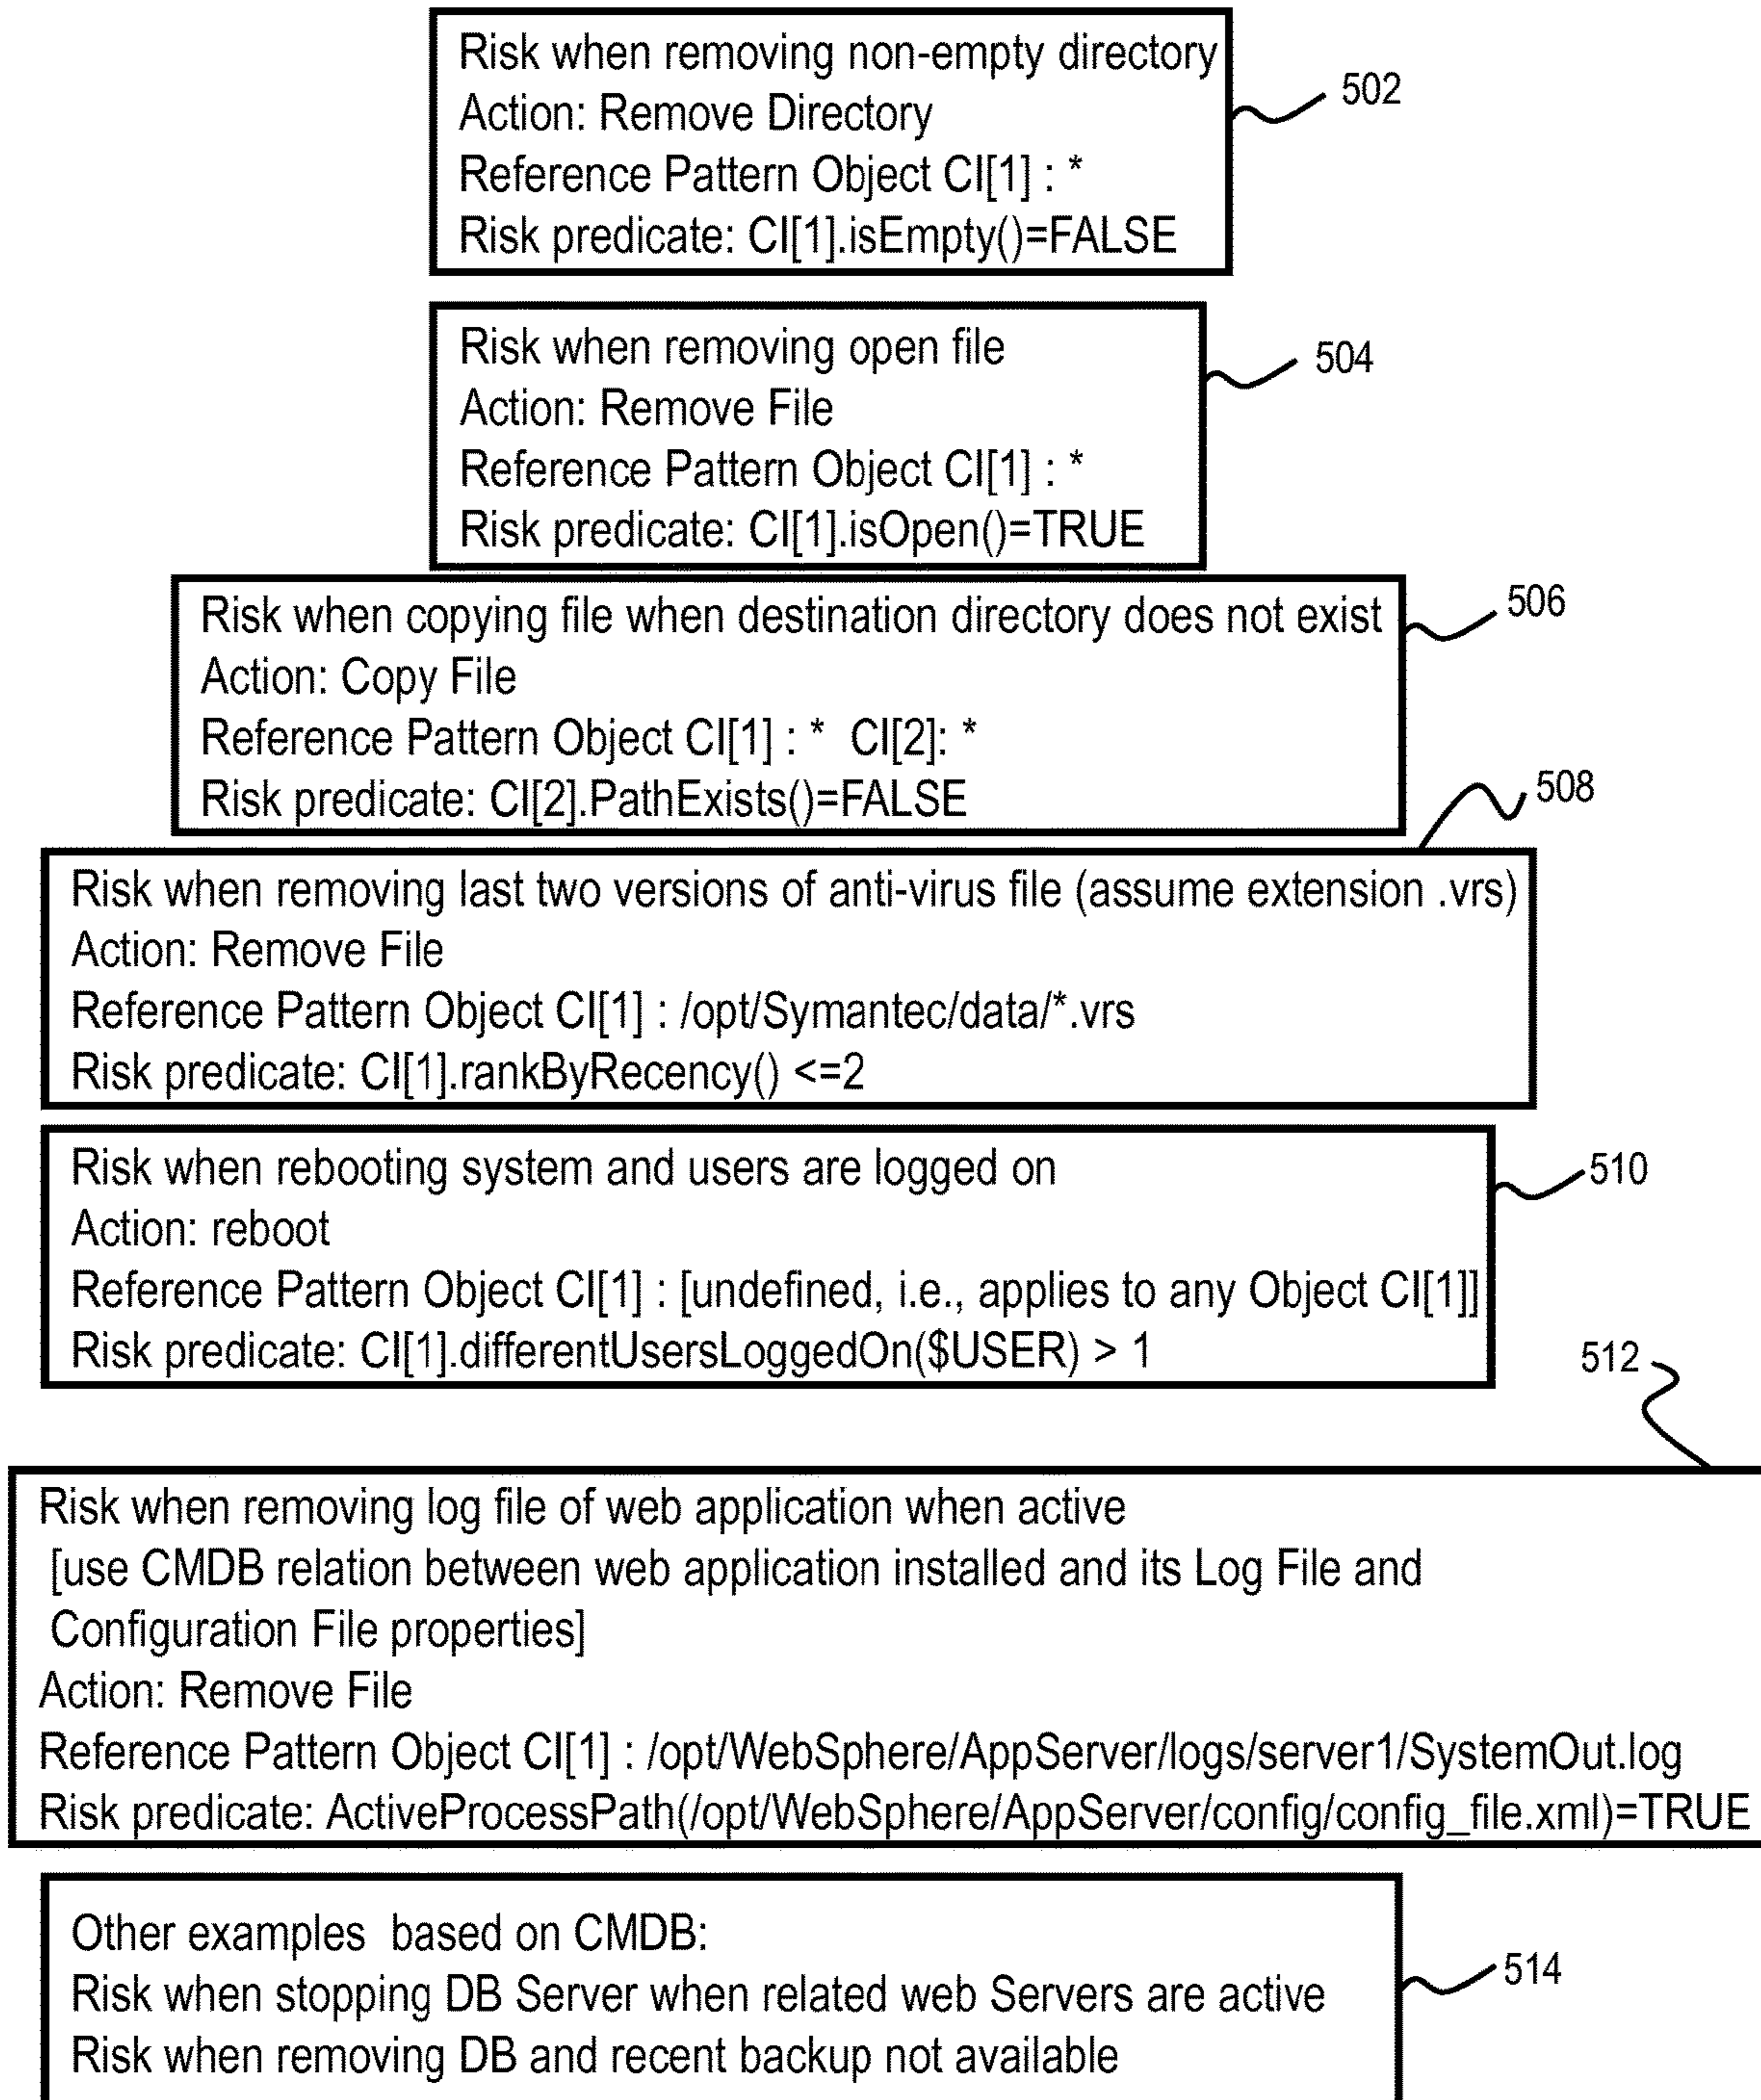 Risk when removing non-empty directory
Action: Remove Directory
Reference Pattern Object CI[1] : *
Risk predicate: CI[1].isEmpty()=FALSE
502
Risk when removing open file
Action: Remove File
Reference Pattern Object CI[1] : *
Risk predicate: CI[1].isOpen()=TRUE
504
Risk when copying file when destination directory does not exist
Action: Copy File
Reference Pattern Object CI[1] : *  CI[2]: *
Risk predicate: CI[2].PathExists()=FALSE
506
508
Risk when removing last two versions of anti-virus file (assume extension .vrs)
Action: Remove File
Reference Pattern Object CI[1] : /opt/Symantec/data/*.vrs
Risk predicate: CI[1].rankByRecency() <=2
Risk when rebooting system and users are logged on
Action: reboot
Reference Pattern Object CI[1] : [undefined, i.e., applies to any Object CI[1]]
Risk predicate: CI[1].differentUsersLoggedOn($USER) > 1
510
512
Risk when removing log file of web application when active
[use CMDB relation between web application installed and its Log File and
Configuration File properties]
Action: Remove File
Reference Pattern Object CI[1] : /opt/WebSphere/AppServer/logs/server1/SystemOut.log
Risk predicate: ActiveProcessPath(/opt/WebSphere/AppServer/config/config_file.xml)=TRUE
Other examples  based on CMDB:
Risk when stopping DB Server when related web Servers are active
Risk when removing DB and recent backup not available
514